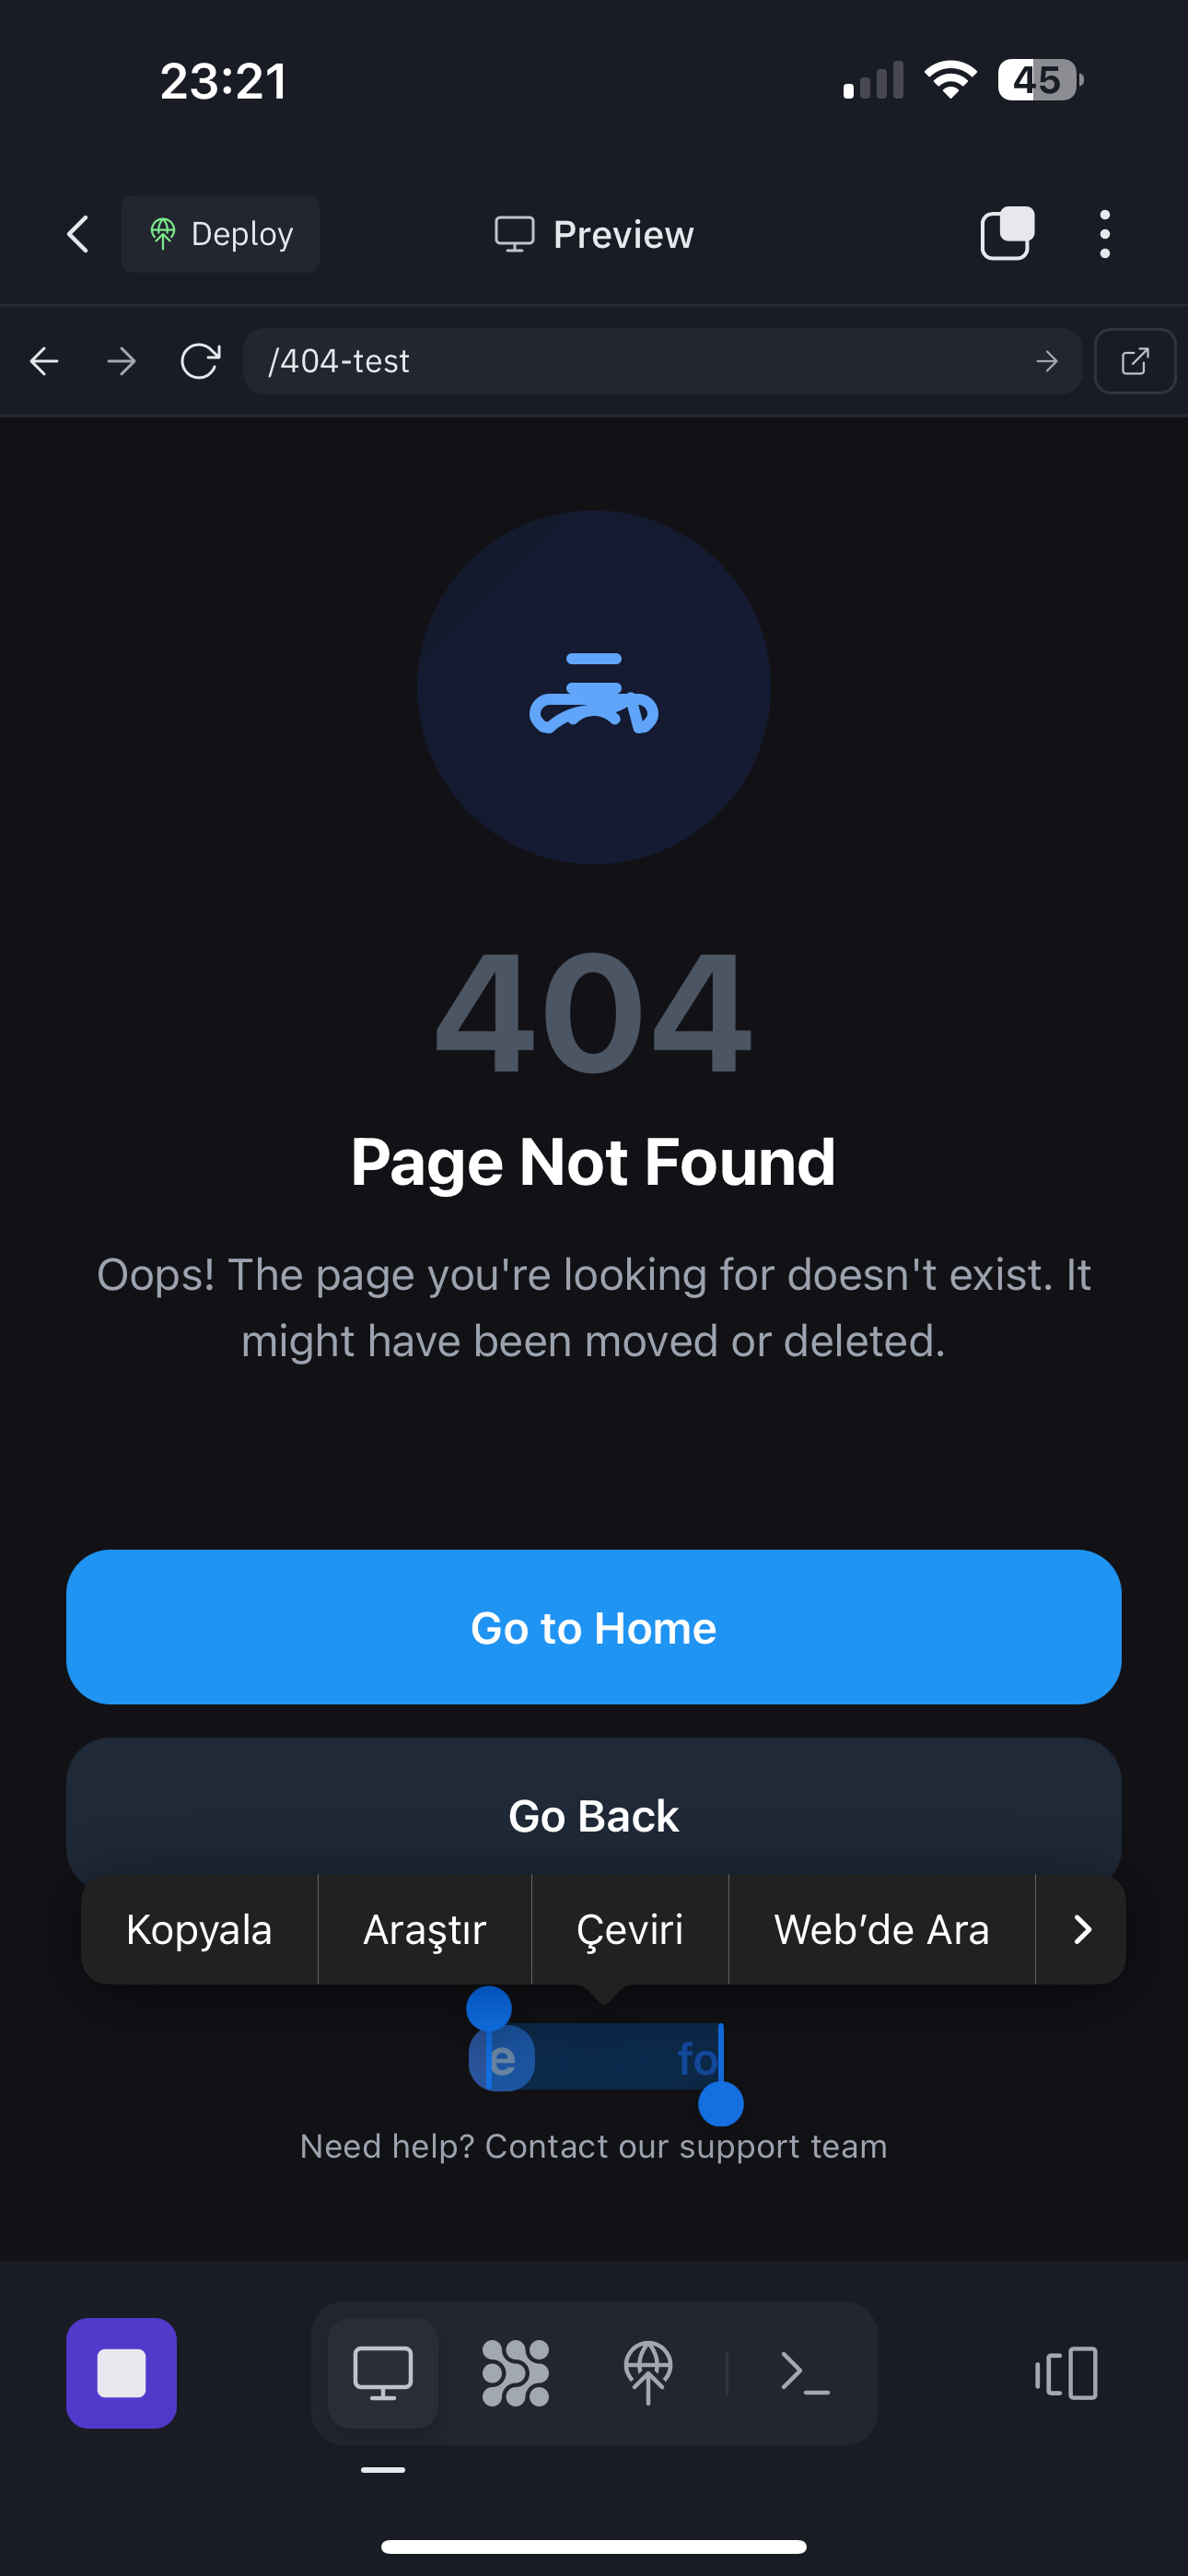 23:21
45
Deploy
Preview
/404-test
404
Page Not Found
Oops! The page you're looking for doesn't exist. It
might have been moved or deleted.
Go to Home
Go Back
Kopyala
Araştır
Çeviri
Web’de Ara
e
fo
Need help? Contact our support team